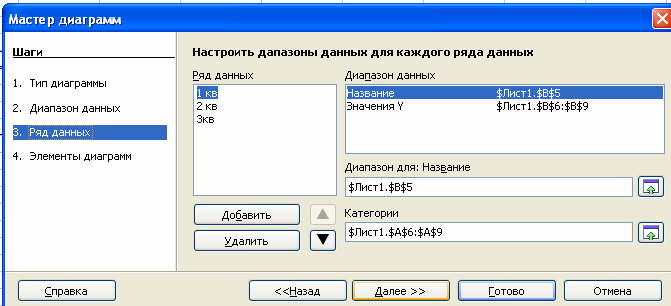 Мастер диаграмм
Шаги
1. Тип диаграммы
2. Диапазон данных
3. Ряд данных
4. Элементы диаграмм
Настроить дапазоны данных для каждого ряда данных
Ряд данных
1 кв
2 кв
3кв
Добавить
Удалить
Диапазон данных
Название $Лист1.$B$5
Значения Y $Лист1.$B$6:$B$9
Диапазон для: Название
$Лист1.$B$5
Категории
$Лист1.$A$6:$A$9
Справка
<<Назад
Далее >>
Готово
Отмена